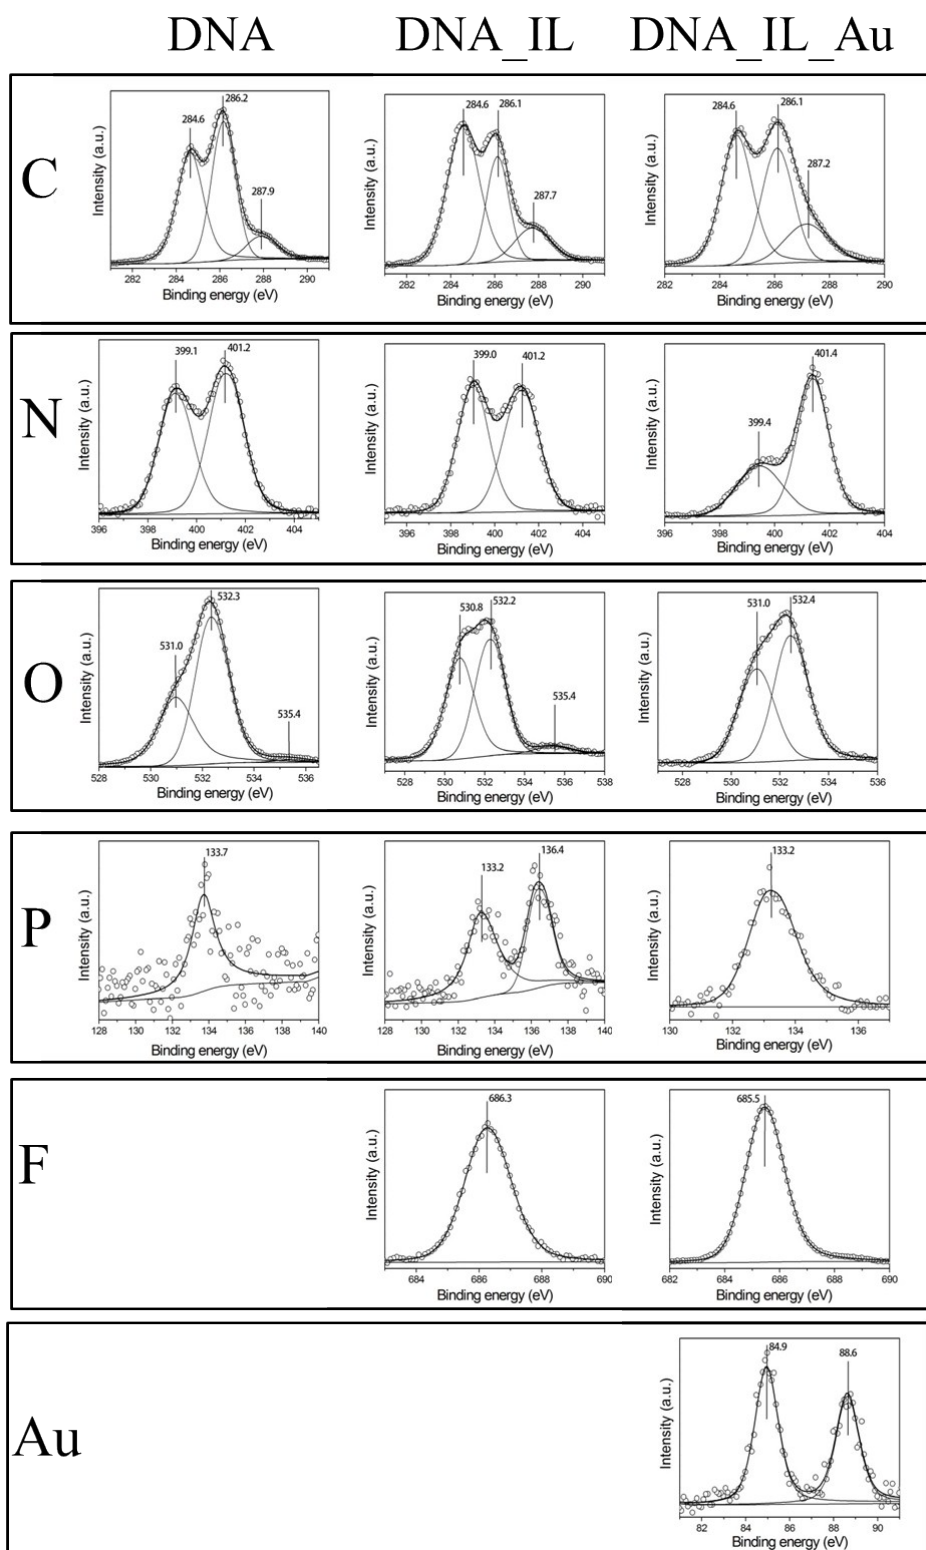 DNA DNA_IL DNA_IL_Au
C
Intensity (a.u.)
284.6
286.2
287.9
282 284 286 288 290
Binding energy (eV)
Intensity (a.u.)
284.6
286.1
287.7
282 284 286 288 290
Binding energy (eV)
Intensity (a.u.)
284.6
286.1
287.2
282 284 286 288 290
Binding energy (eV)
N
Intensity (a.u.)
399.1
401.2
396 398 400 402 404
Binding energy (eV)
Intensity (a.u.)
399.0
401.2
396 398 400 402 404
Binding energy (eV)
Intensity (a.u.)
399.4
401.4
396 398 400 402 404
Binding energy (eV)
O
Intensity (a.u.)
531.0
532.3
535.4
528 530 532 534 536
Binding energy (eV)
Intensity (a.u.)
530.8
532.2
535.4
528 530 532 534 536 538
Binding energy (eV)
Intensity (a.u.)
531.0
532.4
528 530 532 534 536
Binding energy (eV)
P
Intensity (a.u.)
133.7
128 130 132 134 136 138 140
Binding energy (eV)
Intensity (a.u.)
133.2
136.4
128 130 132 134 136 138 140
Binding energy (eV)
Intensity (a.u.)
133.2
130 132 134 136
Binding energy (eV)
F
Intensity (a.u.)
686.3
684 686 688 690
Binding energy (eV)
Intensity (a.u.)
685.5
682 684 686 688 690
Binding energy (eV)
Au
Intensity (a.u.)
84.9
88.6
82 84 86 88 90
Binding energy (eV)